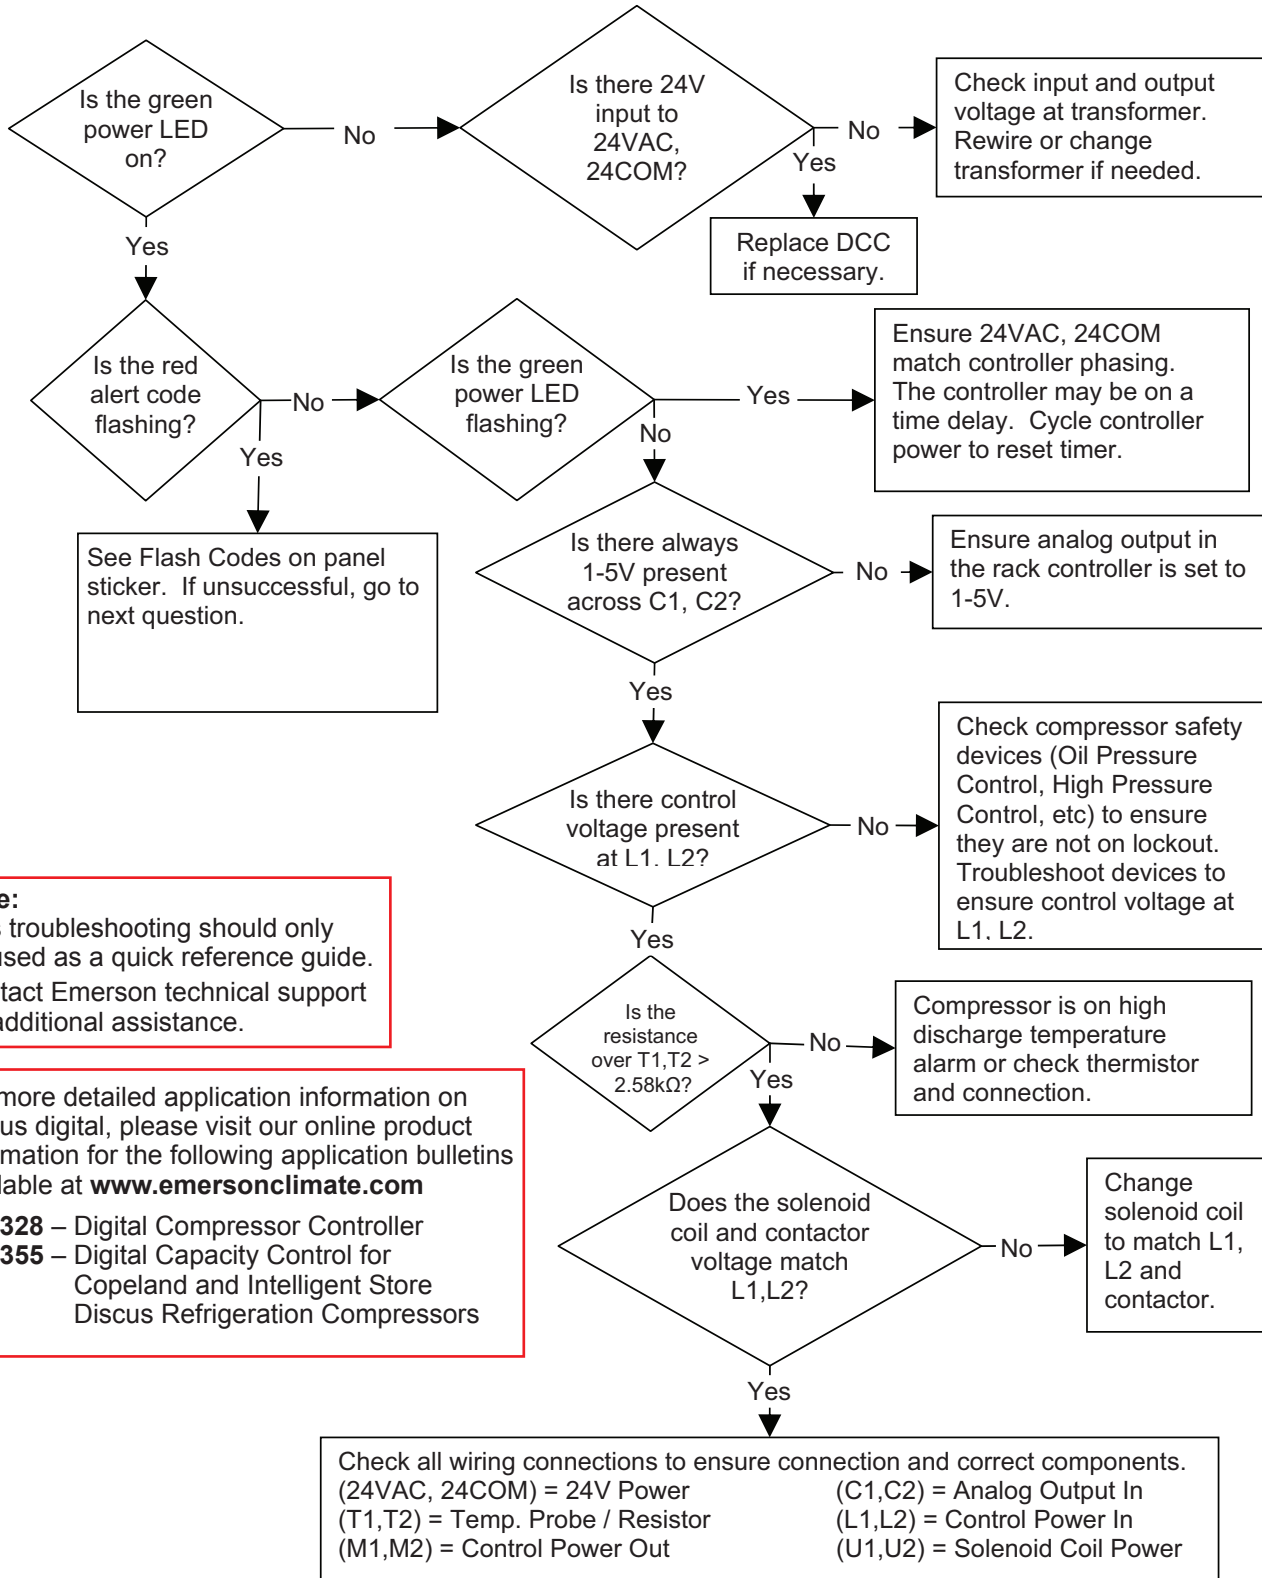 Is the green
power LED
on?
No
Is there 24V
input to
24VAC,
24COM?
No
Check input and output
voltage at transformer.
Rewire or change
transformer if needed.
Yes
Replace DCC
if necessary.
Yes
Is the red
alert code
flashing?
No
Is the green
power LED
flashing?
Yes
Ensure 24VAC, 24COM
match controller phasing.
The controller may be on a
time delay. Cycle controller
power to reset timer.
Yes
See Flash Codes on panel
sticker. If unsuccessful, go to
next question.
No
Is there always
1-5V present
across C1, C2?
No
Ensure analog output in
the rack controller is set to
1-5V.
Yes
Is there control
voltage present
at L1, L2?
No
Check compressor safety
devices (Oil Pressure
Control, High Pressure
Control, etc) to ensure
they are not on lockout.
Troubleshoot devices to
ensure control voltage at
L1, L2.
Yes
Is the
resistance
over T1,T2 >
2.58kΩ?
No
Compressor is on high
discharge temperature
alarm or check thermistor
and connection.
Yes
Does the solenoid
coil and contactor
voltage match
L1,L2?
No
Change
solenoid coil
to match L1,
L2 and
contactor.
Yes
Check all wiring connections to ensure connection and correct components.
(24VAC, 24COM) = 24V Power (C1,C2) = Analog Output In
(T1,T2) = Temp. Probe / Resistor (L1,L2) = Control Power In
(M1,M2) = Control Power Out (U1,U2) = Solenoid Coil Power
e:
s troubleshooting should only
used as a quick reference guide.
tact Emerson technical support
additional assistance.
more detailed application information on
us digital, please visit our online product
rmation for the following application bulletins
lable at www.emersonclimate.com
328 – Digital Compressor Controller
355 – Digital Capacity Control for
Copeland and Intelligent Store
Discus Refrigeration Compressors